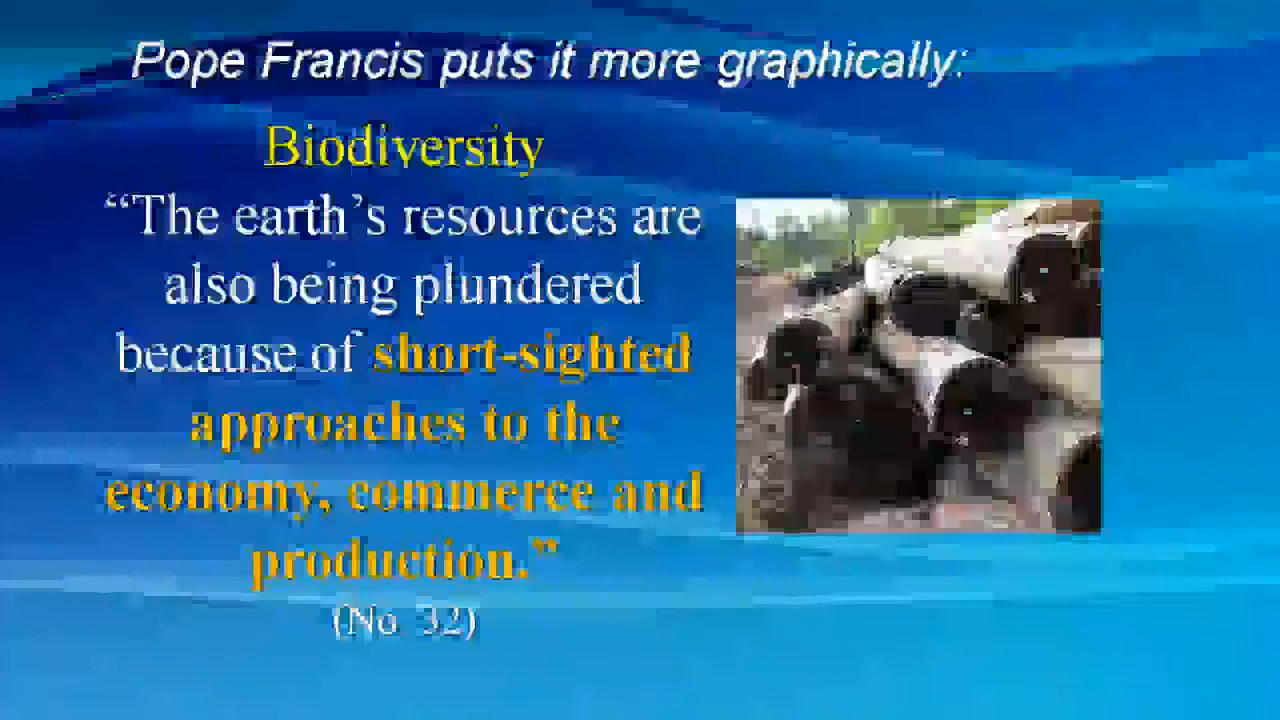 Pope Francis puts it more graphically:
Biodiversity
“The earth’s resources are
also being plundered
because of short-sighted
approaches to the
economy, commerce and
production.”
(No 32)